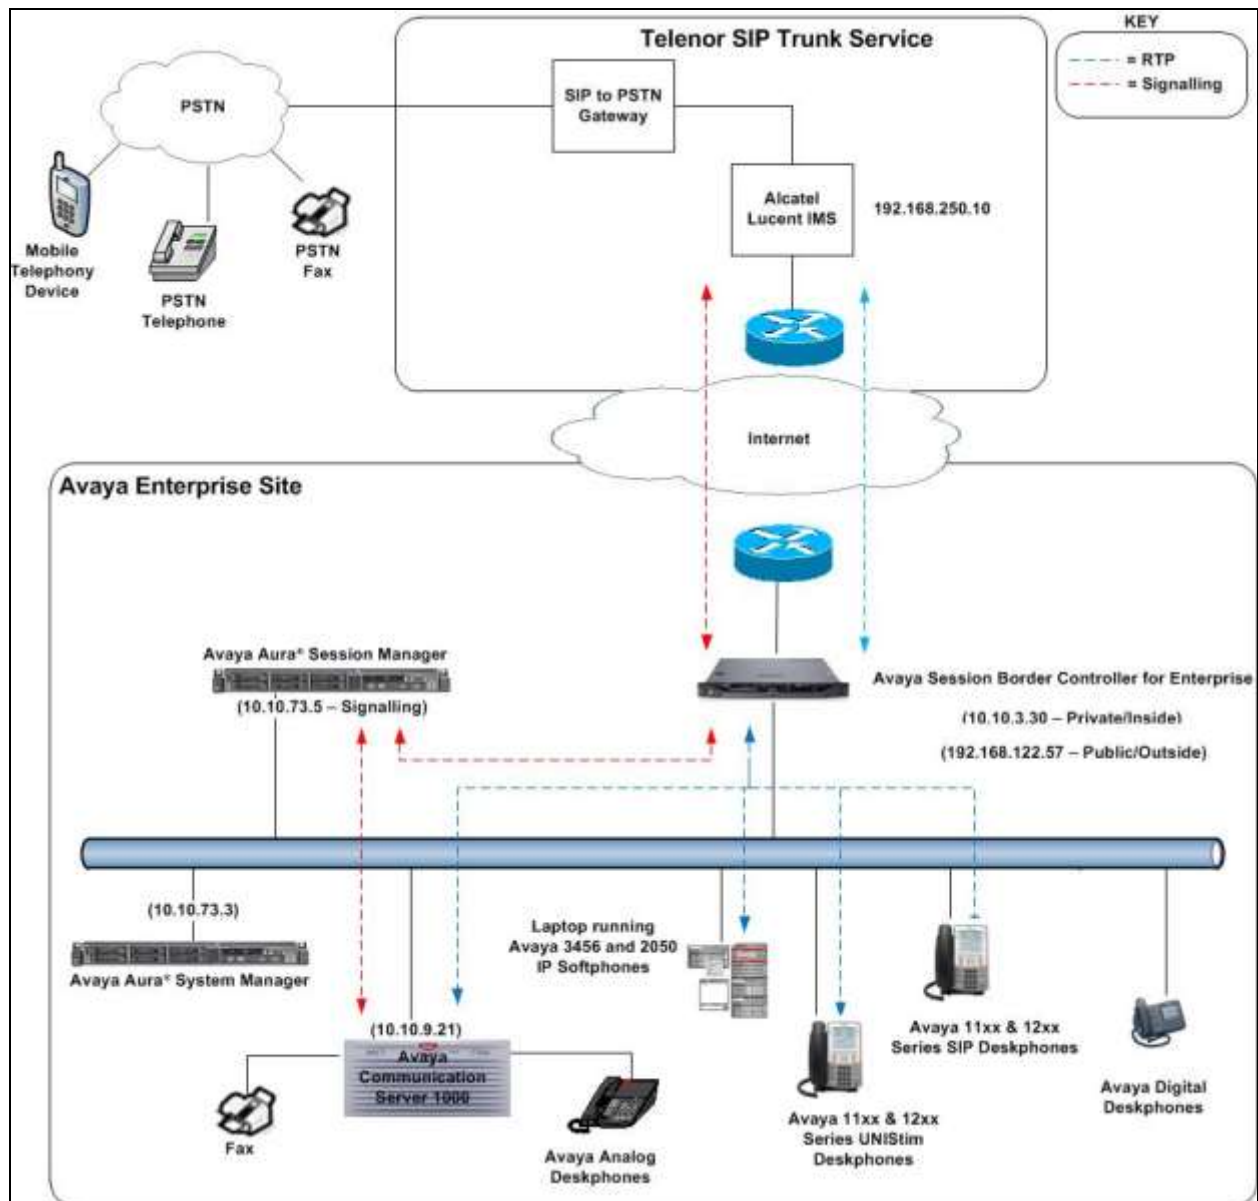 KEY
= RTP
= Signalling
Telenor SIP Trunk Service
SIP to PSTN
Gateway
PSTN
Alcatel
Lucent IMS
192.168.250.10
Mobile
Telephony
Device
PSTN
Telephone
PSTN
Fax
Internet
Avaya Enterprise Site
Avaya Aura® Session Manager
(10.10.73.5 – Signalling)
Avaya Session Border Controller for Enterprise
(10.10.3.30 – Private/Inside)
(192.168.122.57 – Public/Outside)
(10.10.73.3)
Avaya Aura® System Manager
Laptop running
Avaya 3456 and 2050
IP Softphones
(10.10.9.21)
Avaya
Communication
Server 1000
Fax
Avaya Analog
Deskphones
Avaya 11xx & 12xx
Series UNIStim
Deskphones
Avaya 11xx & 12xx
Series SIP Deskphones
Avaya Digital
Deskphones